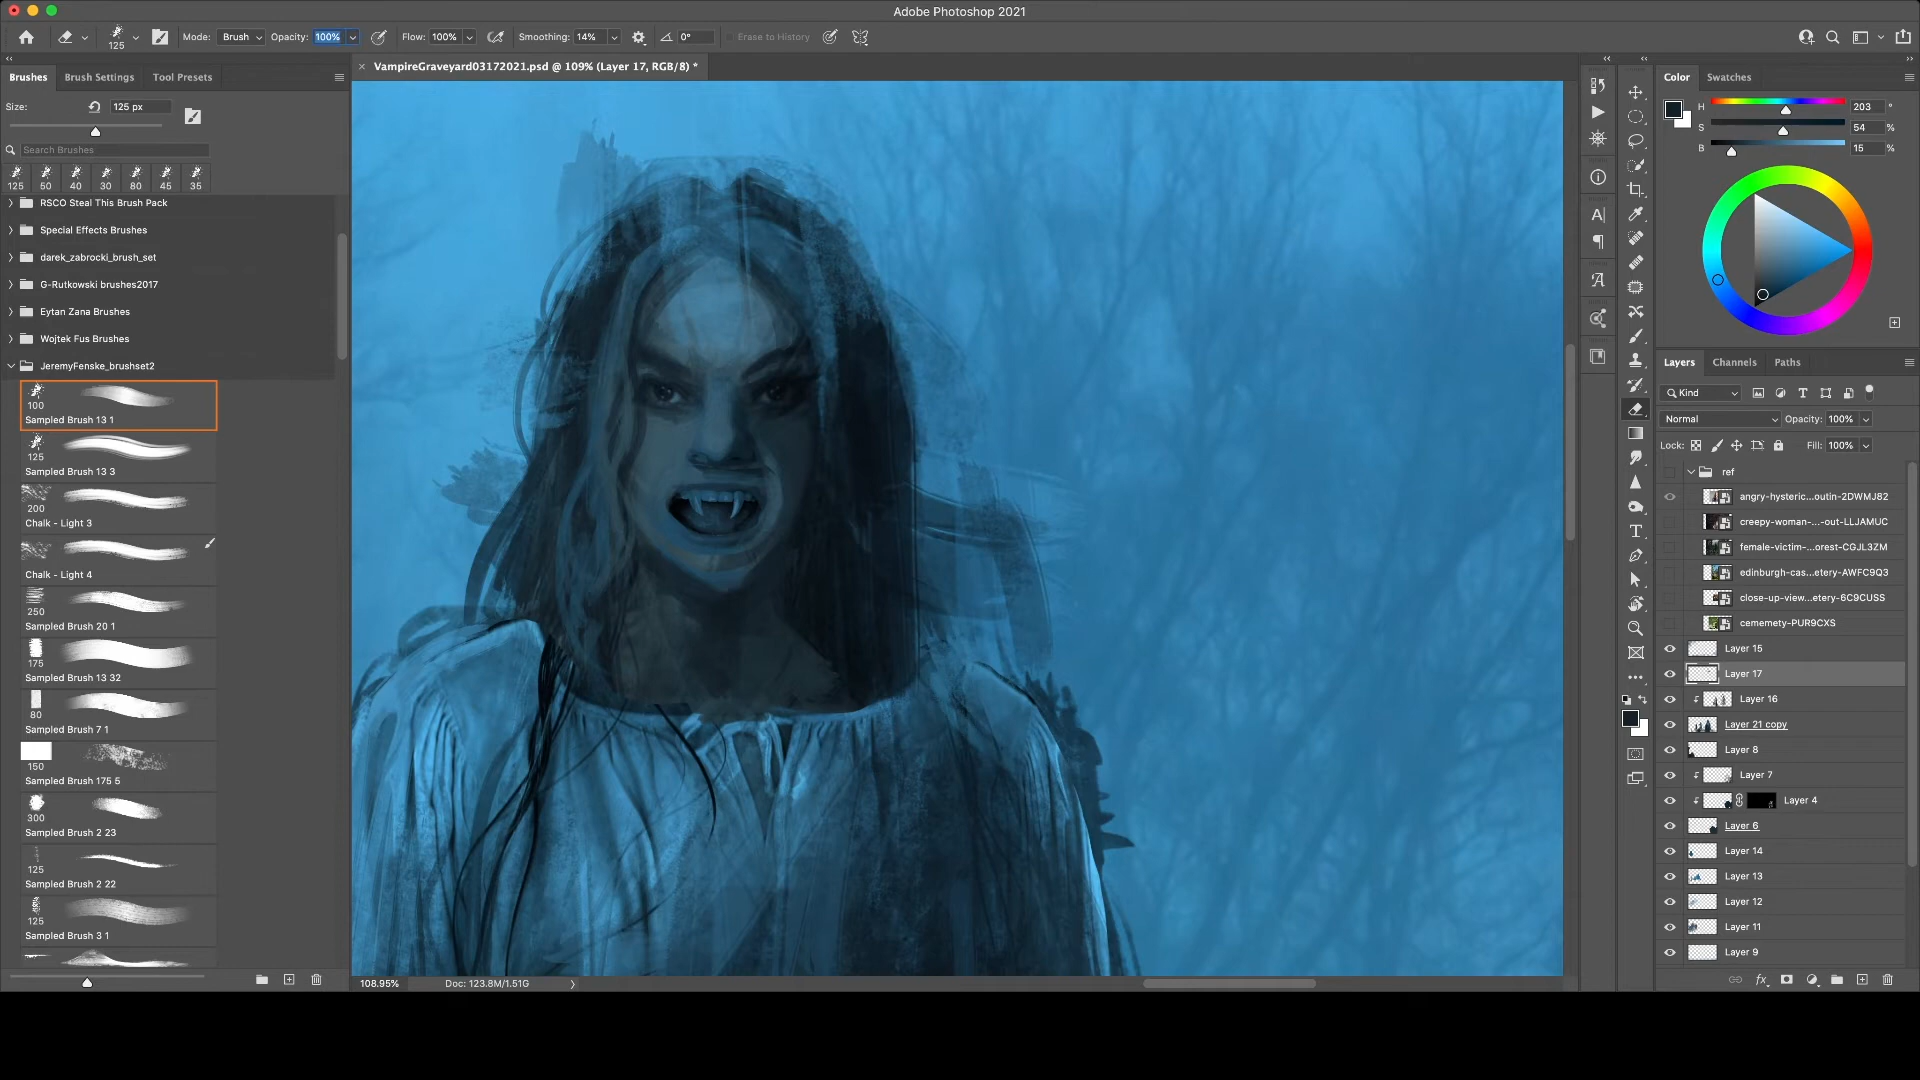 Adobe Photoshop 2021
125
Mode: Brush Opacity: 100% Flow: 100% Smoothing: 14% 0° Erase to History
VampireGraveyard03172021.psd @ 109% (Layer 17, RGB/8) *
Brushes Brush Settings Tool Presets
Size: 125 px
Search Brushes
125 50 40 30 80 45 35
RSCO Steal This Brush Pack
Special Effects Brushes
darek_zabrocki_brush_set
G-Rutkowski brushes2017
Eytan Zana Brushes
Wojtek Fus Brushes
JeremyFenske_brushset2
100
Sampled Brush 13 1
125
Sampled Brush 13 3
200
Chalk - Light 3
200
Chalk - Light 4
250
Sampled Brush 20 1
175
Sampled Brush 13 32
80
Sampled Brush 7 1
150
Sampled Brush 175 5
300
Sampled Brush 2 23
125
Sampled Brush 2 22
125
Sampled Brush 3 1
108.95% Doc: 123.8M/1.51G
Color Swatches
H 203 °
S 54 %
B 15 %
Layers Channels Paths
Kind
Normal Opacity: 100%
Lock: Fill: 100%
ref
angry-hysteric...outin-2DWMJ82
creepy-woman-...-out-LLJAMUC
female-victim-...orest-CGJL3ZM
edinburgh-cas...etery-AWFC9Q3
close-up-view...etery-6C9CUSS
cememety-PUR9CXS
Layer 15
Layer 17
Layer 16
Layer 21 copy
Layer 8
Layer 7
Layer 4
Layer 6
Layer 14
Layer 13
Layer 12
Layer 11
Layer 9
fx